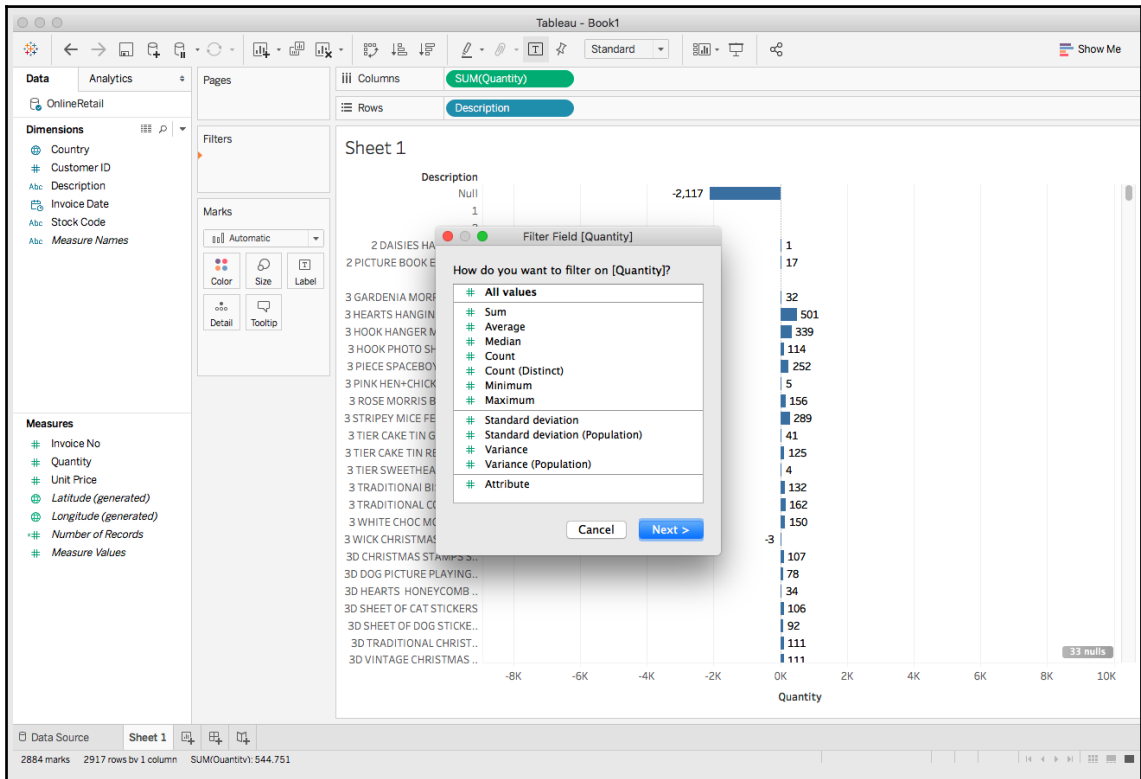 Tableau - Book1
Standard
Show Me
Data Analytics
OnlineRetail
Dimensions
Country
Customer ID
Abc Description
Invoice Date
Abc Stock Code
Abc Measure Names
Measures
Invoice No
Quantity
Unit Price
Latitude (generated)
Longitude (generated)
Number of Records
Measure Values
Pages
Filters
Marks
Automatic
Color Size Label
Detail Tooltip
Columns SUM(Quantity)
Rows Description
Sheet 1
Description
Null -2,117
1
2 DAISIES HA 1
2 PICTURE BOOK E 17
3 GARDENIA MORR 32
3 HEARTS HANGIN 501
3 HOOK HANGER M 339
3 HOOK PHOTO SH 114
3 PIECE SPACEBOY 252
3 PINK HEN+CHICK 5
3 ROSE MORRIS B 156
3 STRIPEY MICE FE 289
3 TIER CAKE TIN G 41
3 TIER CAKE TIN RE 125
3 TIER SWEETHEA 4
3 TRADITIONAl BI 132
3 TRADITIONAL CO 162
3 WHITE CHOC MO 150
3 WICK CHRISTMAS -3
3D CHRISTMAS STAMPS S.. 107
3D DOG PICTURE PLAYING.. 78
3D HEARTS HONEYCOMB .. 34
3D SHEET OF CAT STICKERS 106
3D SHEET OF DOG STICKE.. 92
3D TRADITIONAL CHRIST.. 111
3D VINTAGE CHRISTMAS .. 111
33 nulls
-8K -6K -4K -2K 0K 2K 4K 6K 8K 10K
Quantity
Filter Field [Quantity]
How do you want to filter on [Quantity]?
All values
Sum
Average
Median
Count
Count (Distinct)
Minimum
Maximum
Standard deviation
Standard deviation (Population)
Variance
Variance (Population)
Attribute
Cancel Next >
Data Source Sheet 1
2884 marks 2917 rows by 1 column SUM(Quantity): 544.751